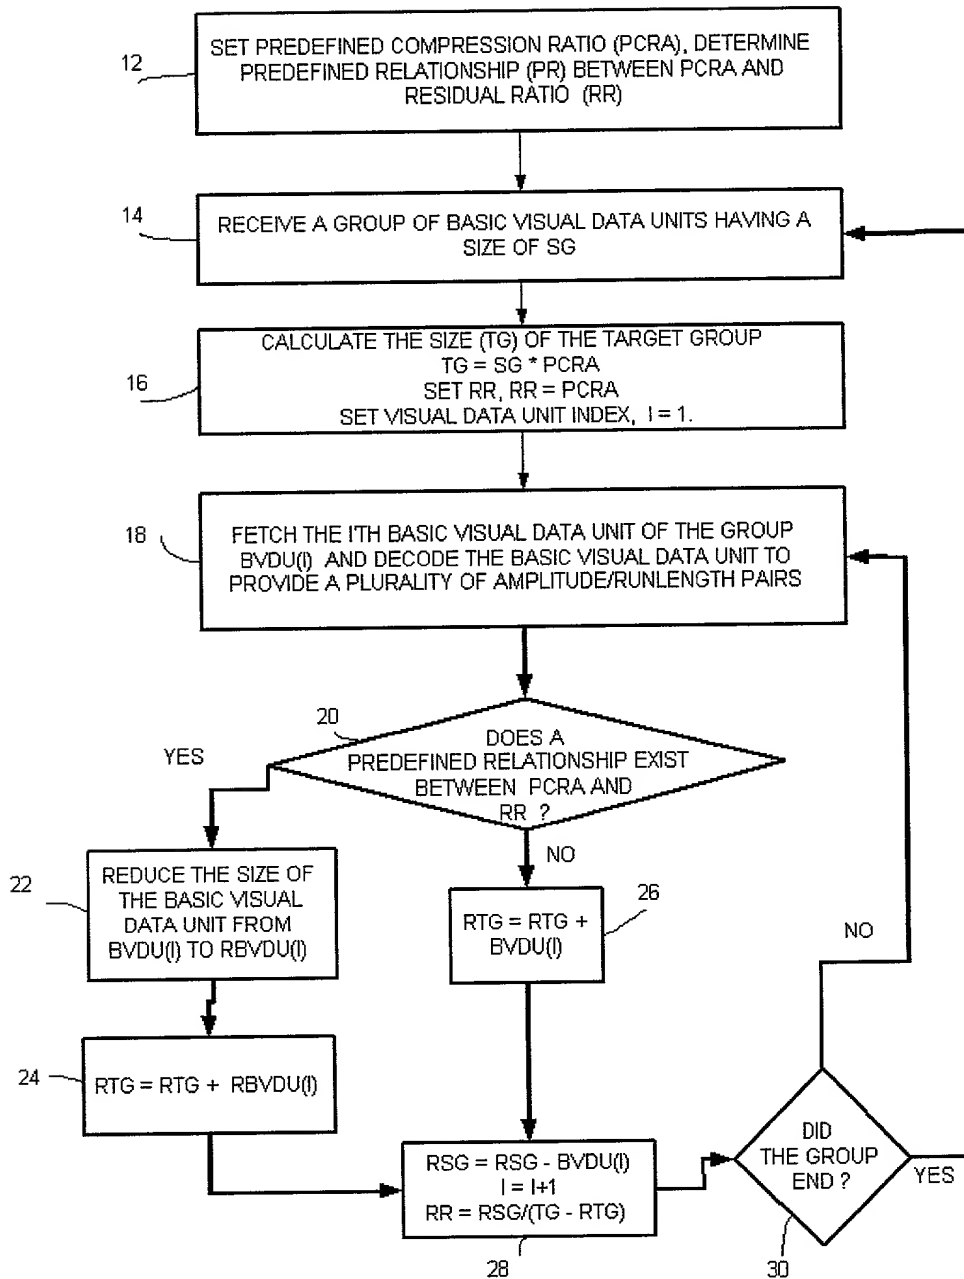 12
SET PREDEFINED COMPRESSION RATIO (PCRA), DETERMINE
PREDEFINED RELATIONSHIP (PR) BETWEEN PCRA AND
RESIDUAL RATIO (RR)
14
RECEIVE A GROUP OF BASIC VISUAL DATA UNITS HAVING A
SIZE OF SG
16
CALCULATE THE SIZE (TG) OF THE TARGET GROUP
TG = SG * PCRA
SET RR, RR = PCRA
SET VISUAL DATA UNIT INDEX, I = 1.
18
FETCH THE I'TH BASIC VISUAL DATA UNIT OF THE GROUP
BVDU(I) AND DECODE THE BASIC VISUAL DATA UNIT TO
PROVIDE A PLURALITY OF AMPLITUDE/RUNLENGTH PAIRS
20
DOES A
PREDEFINED RELATIONSHIP EXIST
BETWEEN PCRA AND
RR ?
YES
NO
22
REDUCE THE SIZE OF
THE BASIC VISUAL
DATA UNIT FROM
BVDU(I) TO RBVDU(I)
26
RTG = RTG +
BVDU(I)
NO
24
RTG = RTG + RBVDU(I)
RSG = RSG - BVDU(I)
I = I+1
RR = RSG/(TG - RTG)
28
DID
THE GROUP
END ?
YES
30